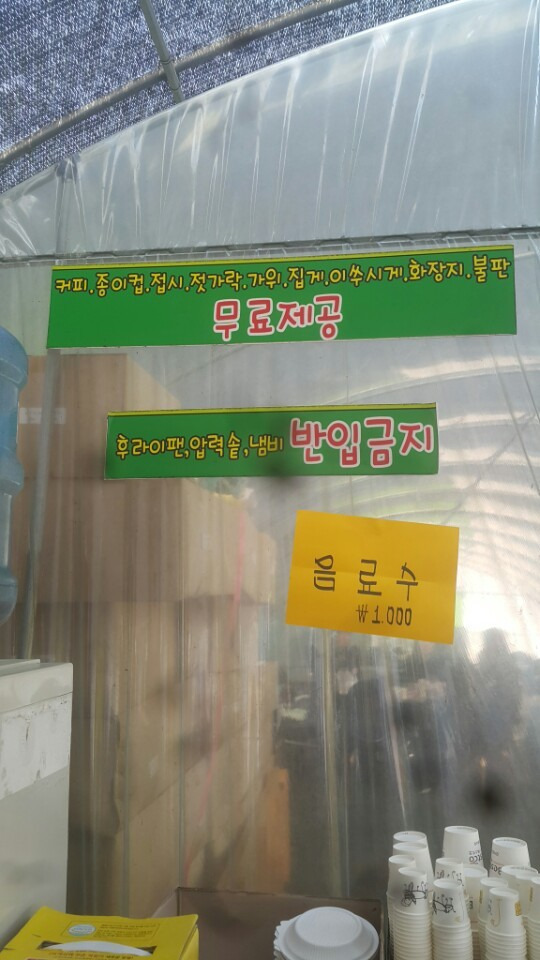 커피.종이컵.접시.젓가락.가위.집게.이쑤시게.화장지.불판
무료제공
후라이팬,압력솥,냄비 반입금지
음료수
₩1.000